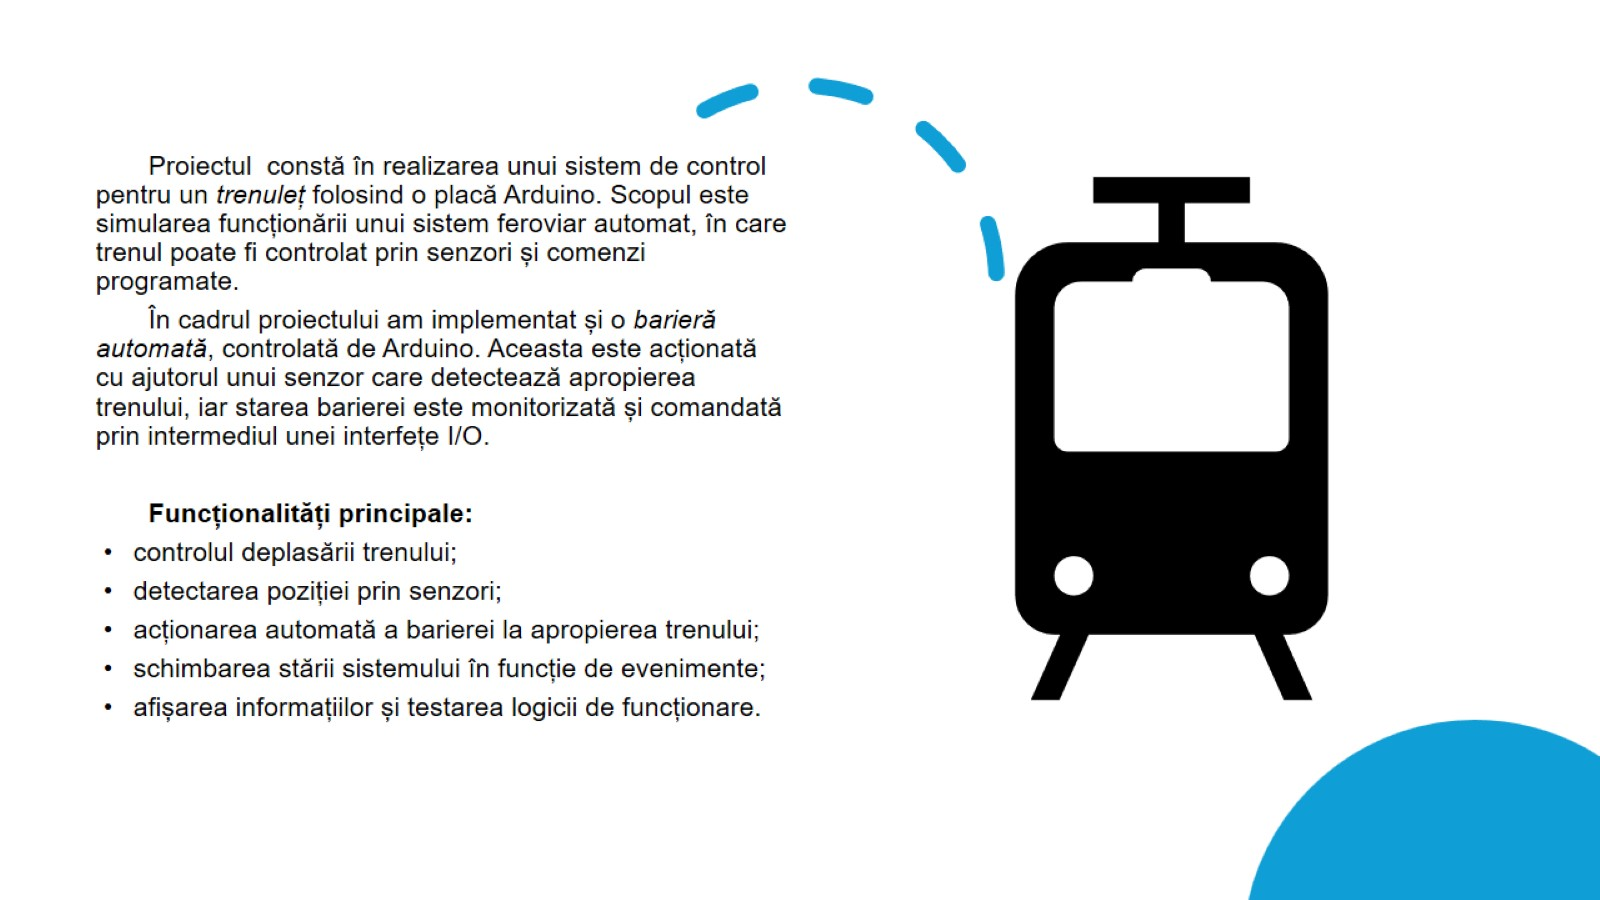 Proiectul  constă în realizarea unui sistem de control
pentru un trenuleț folosind o placă Arduino. Scopul este
simularea funcționării unui sistem feroviar automat, în care
trenul poate fi controlat prin senzori și comenzi
programate.
În cadrul proiectului am implementat și o barieră
automată, controlată de Arduino. Aceasta este acționată
cu ajutorul unui senzor care detectează apropierea
trenului, iar starea barierei este monitorizată și comandată
prin intermediul unei interfețe I/O.
Funcționalități principale:
• controlul deplasării trenului;
• detectarea poziției prin senzori;
• acționarea automată a barierei la apropierea trenului;
• schimbarea stării sistemului în funcție de evenimente;
• afișarea informațiilor și testarea logicii de funcționare.